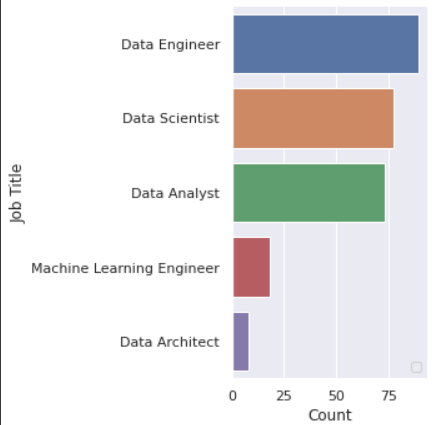 Job Title
Data Engineer
Data Scientist
Data Analyst
Machine Learning Engineer
Data Architect
0 25 50 75
Count